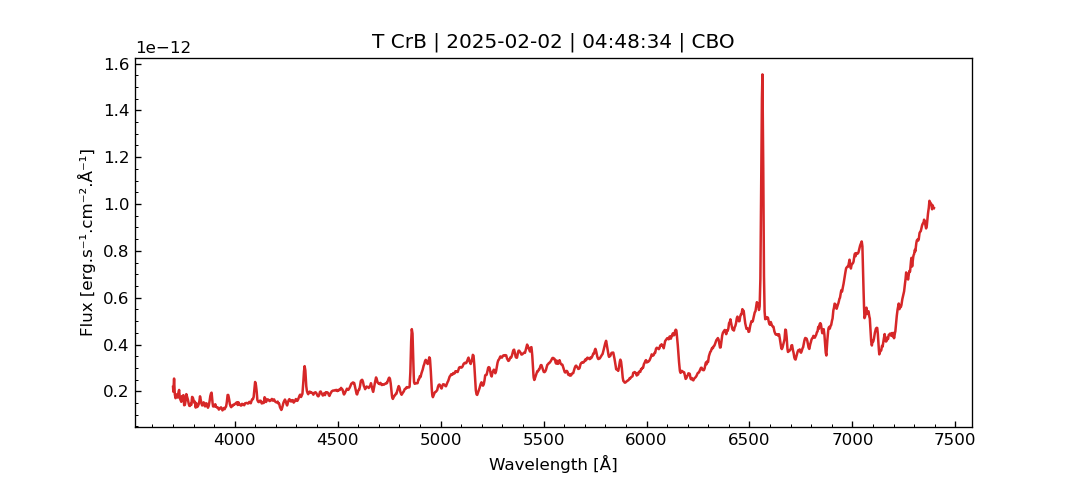 T CrB | 2025-02-02 | 04:48:34 | CBO
1e−12
1.6
1.4
1.2
1.0
0.8
0.6
0.4
0.2
Flux [erg.s⁻¹.cm⁻².Å⁻¹]
4000 4500 5000 5500 6000 6500 7000 7500
Wavelength [Å]